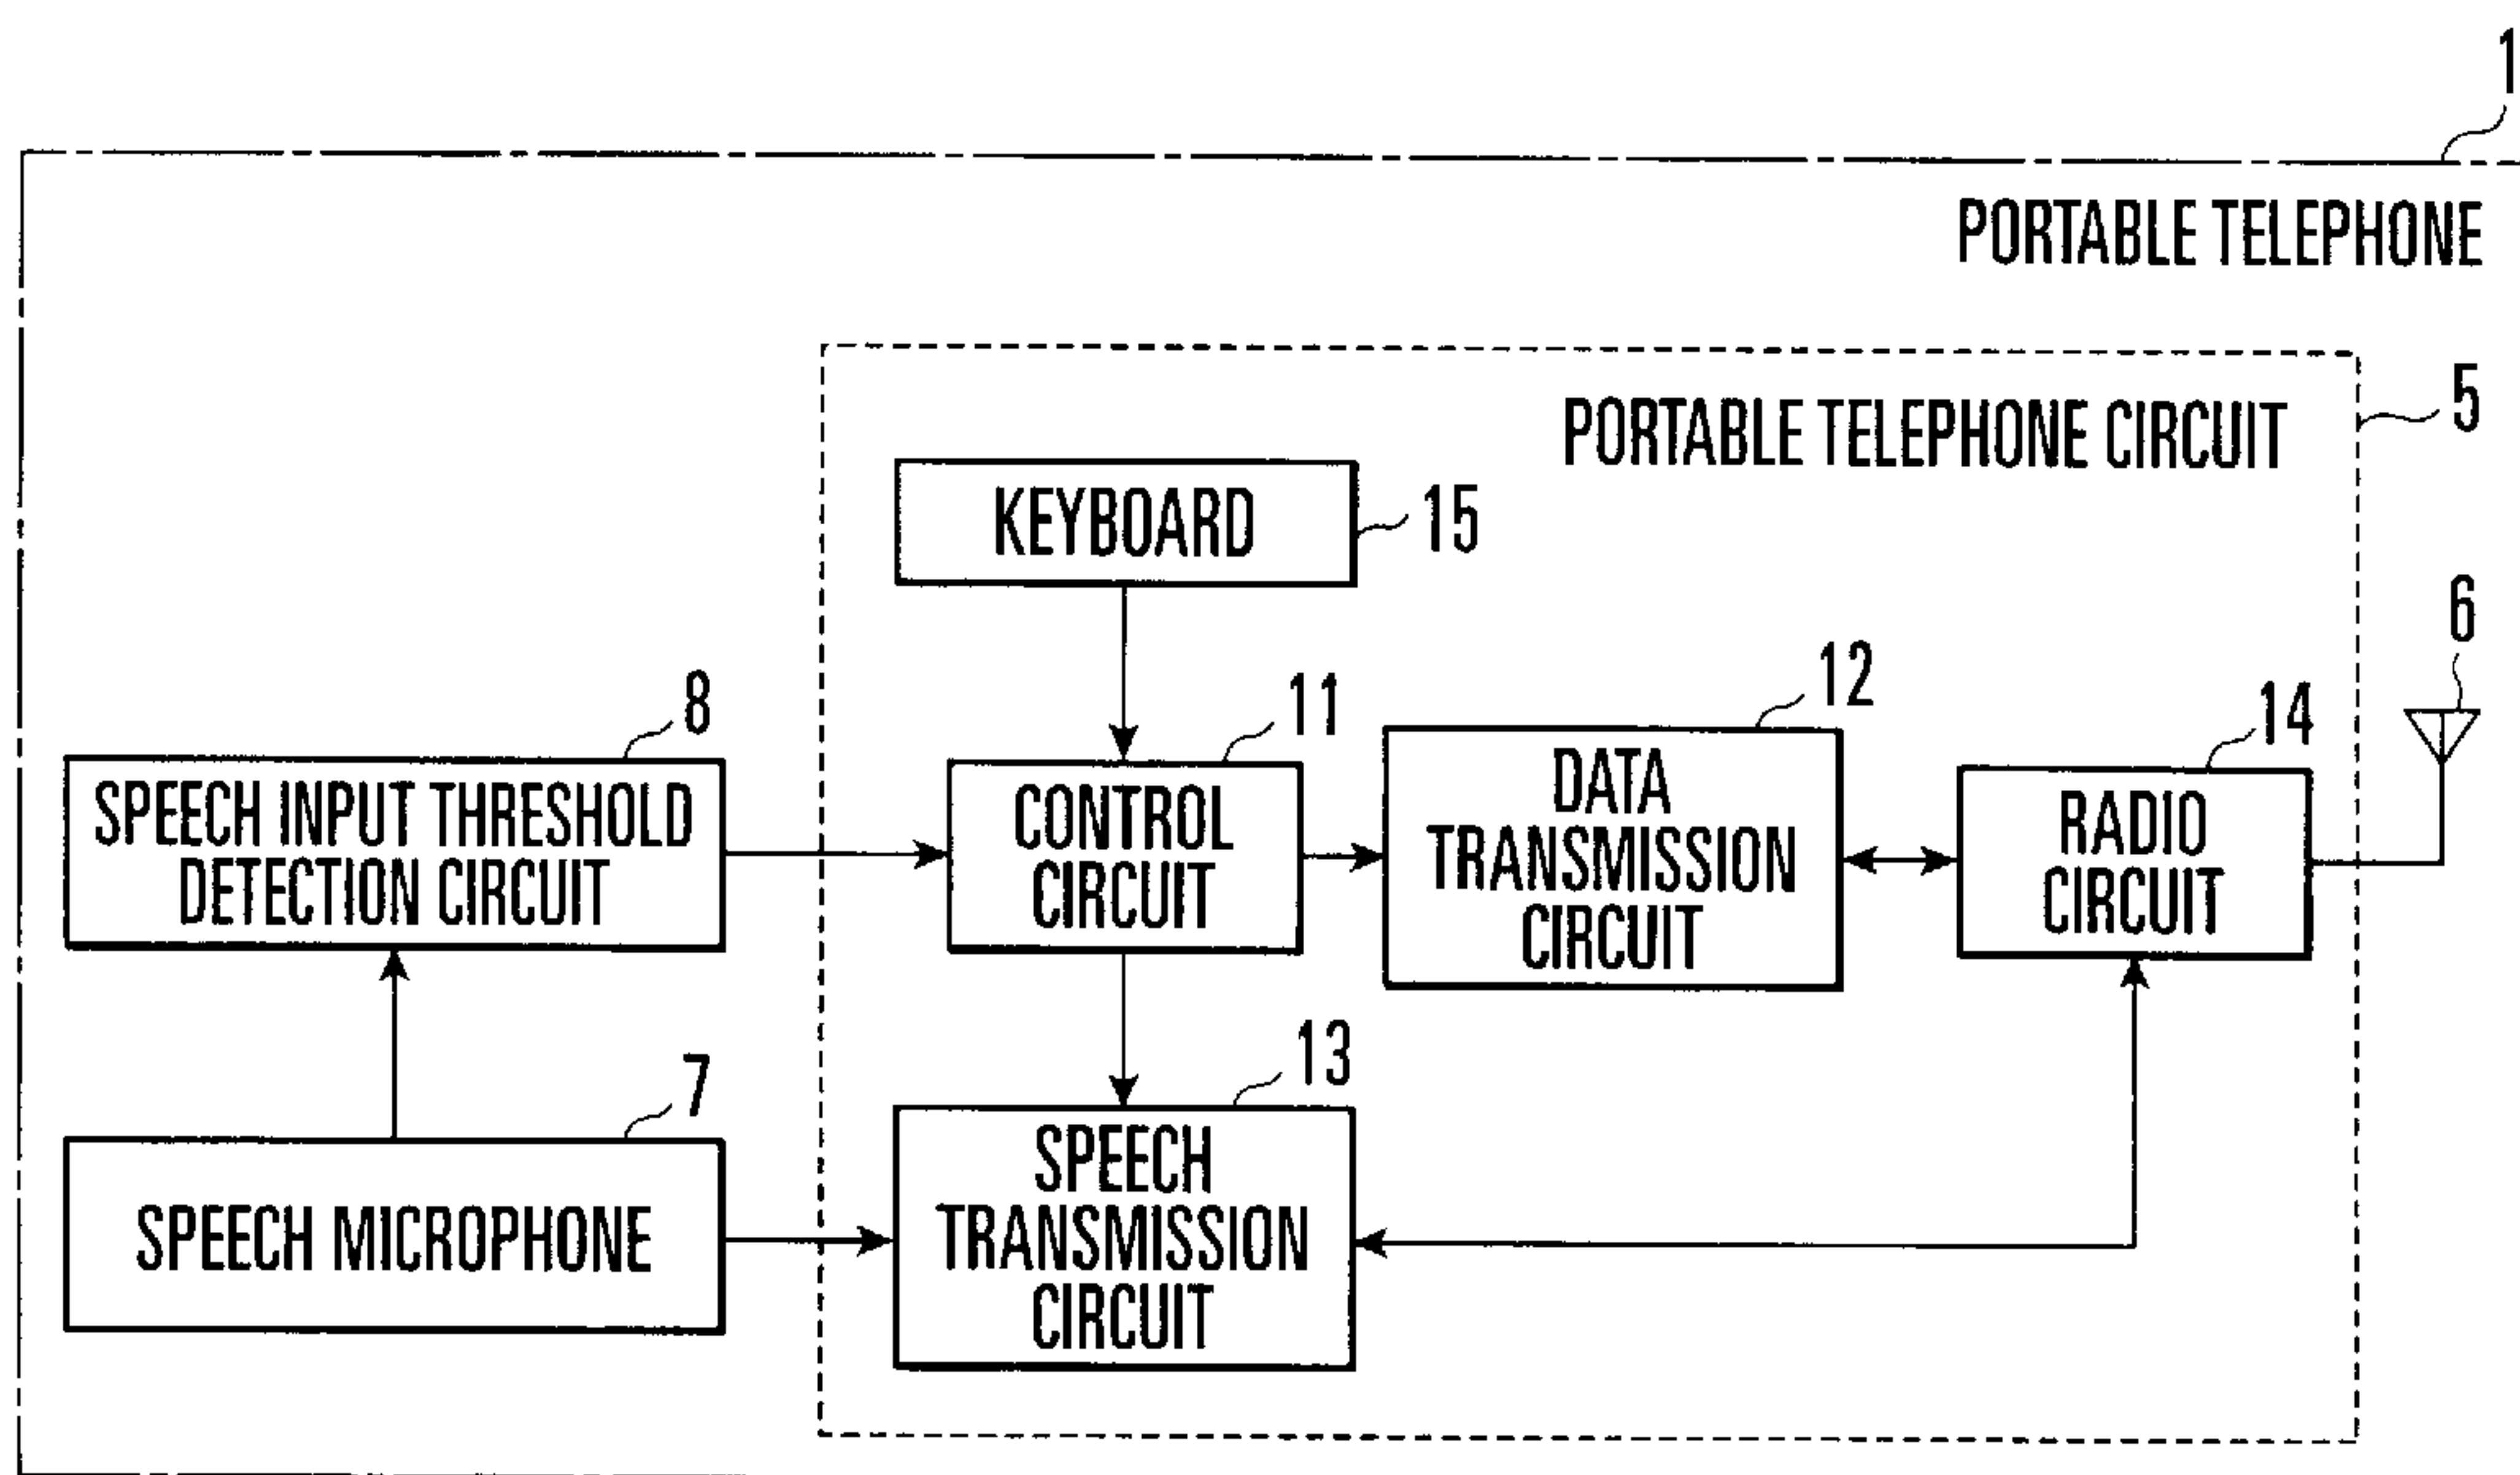 1
PORTABLE TELEPHONE
PORTABLE TELEPHONE CIRCUIT
5
KEYBOARD
15
6
8
11
12
14
SPEECH INPUT THRESHOLD
DETECTION CIRCUIT
CONTROL
CIRCUIT
DATA
TRANSMISSION
CIRCUIT
RADIO
CIRCUIT
7
13
SPEECH MICROPHONE
SPEECH
TRANSMISSION
CIRCUIT